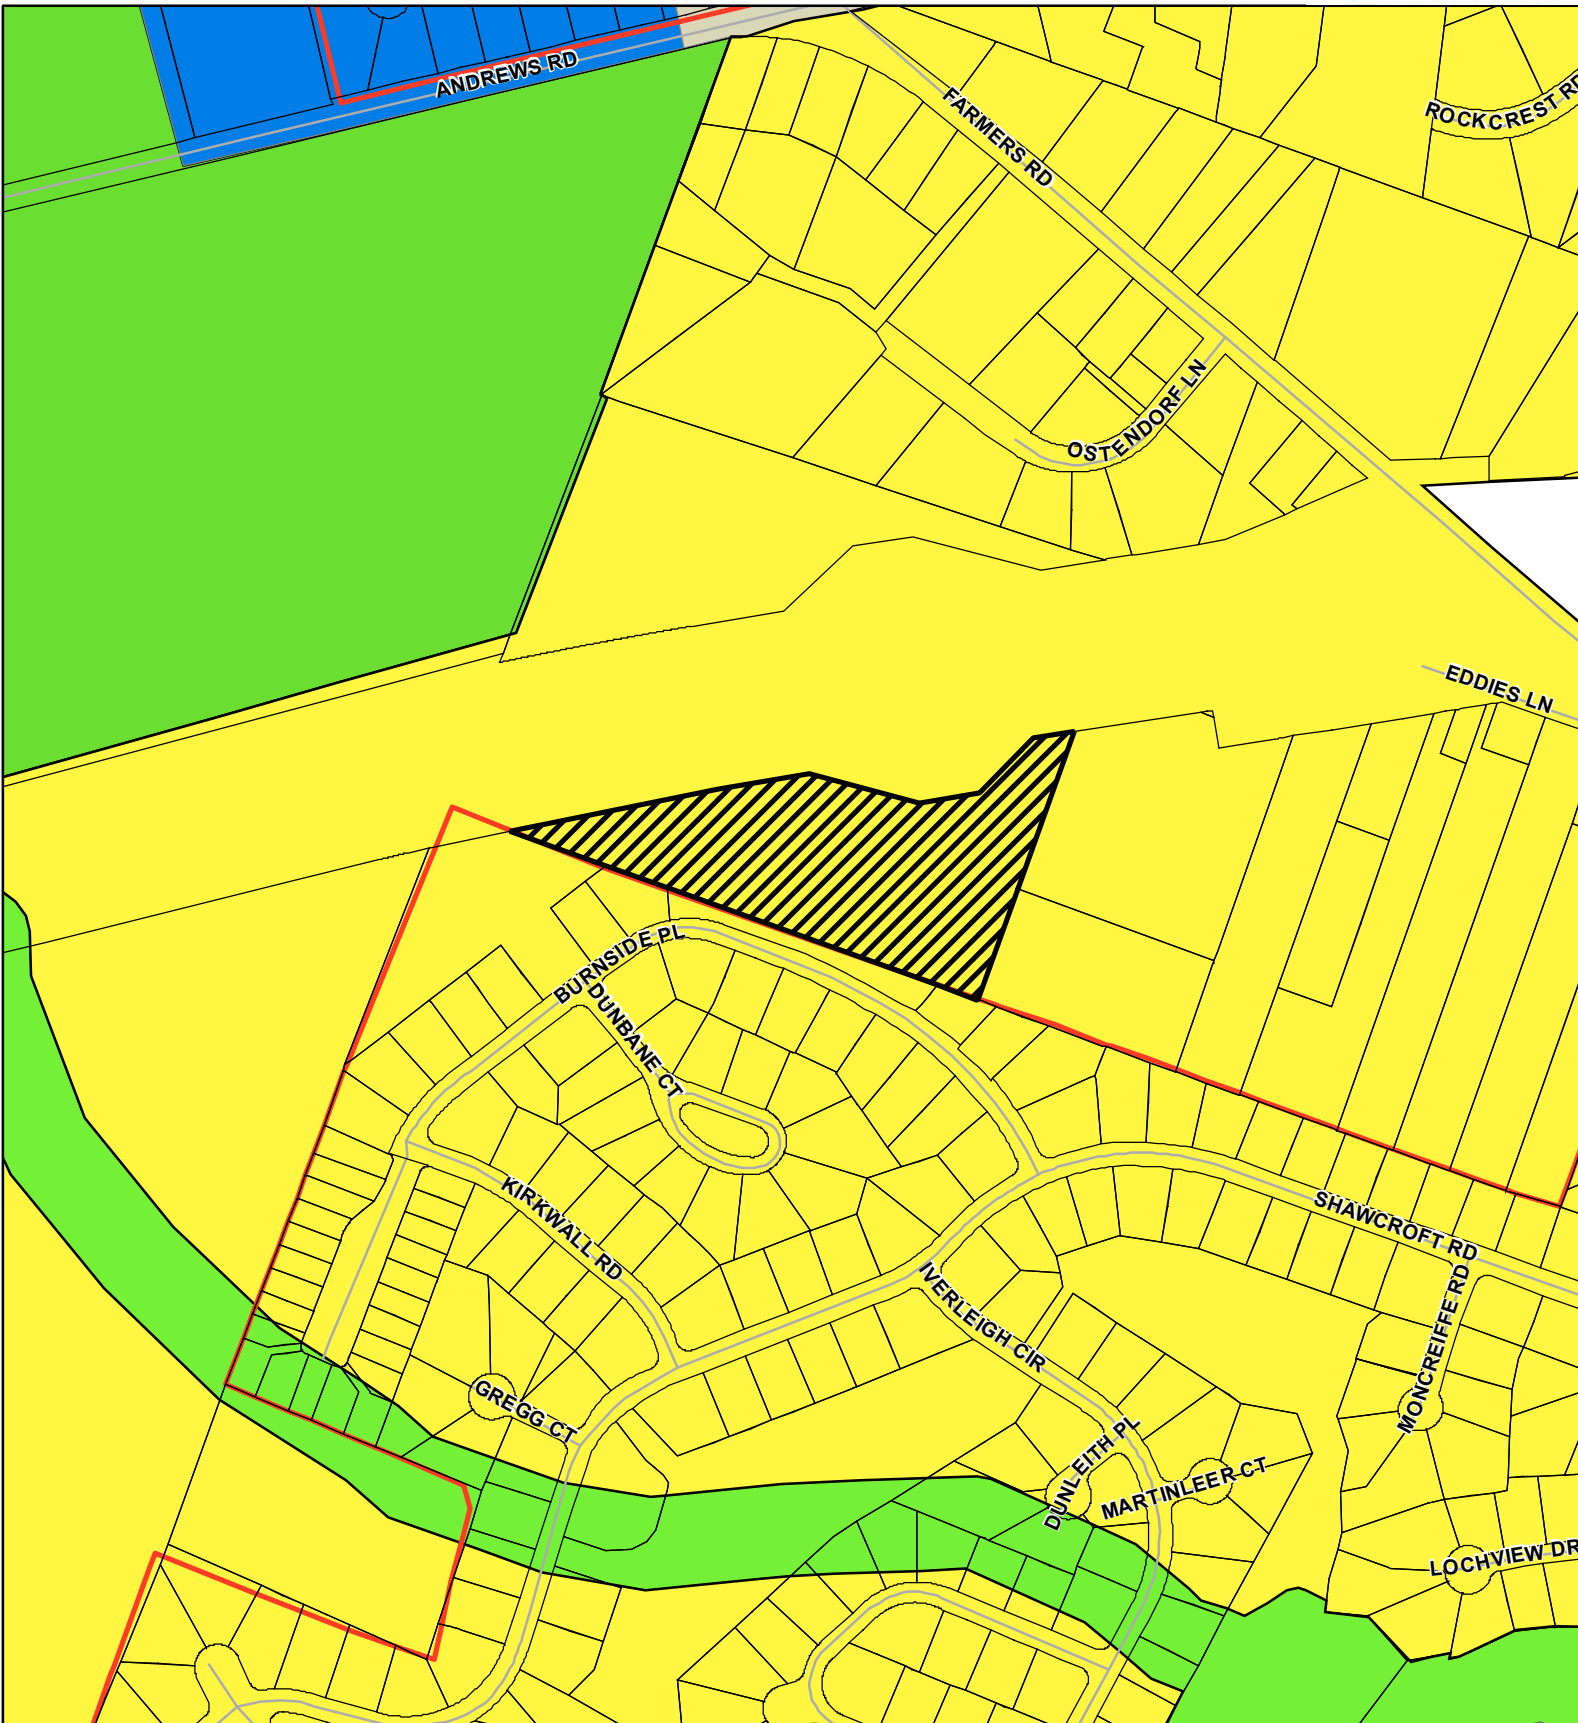 ANDREWS RD
FARMERS RD
ROCKCREST RD
OSTENDORF LN
EDDIES LN
BURNSIDE PL
DUNBANE CT
KIRKWALL RD
SHAWCROFT RD
IVERLEIGH CIR
MONCREIFFE RD
GREGG CT
DUNLEITH PL
MARTINLEER CT
LOCHVIEW DR